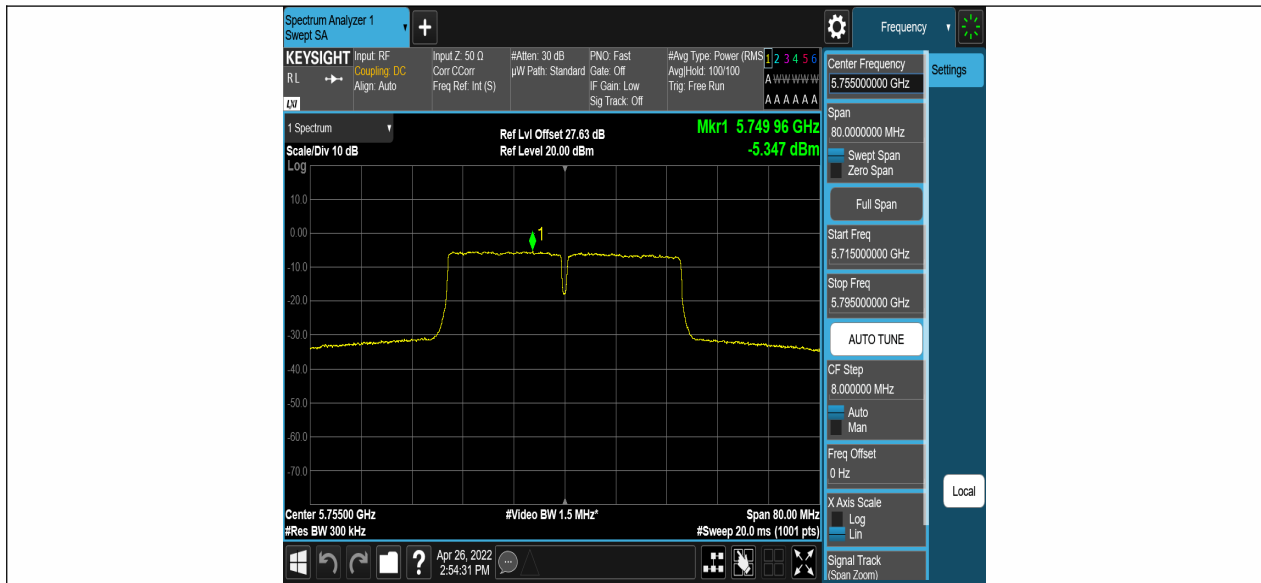 Spectrum Analyzer 1
Swept SA
+
Frequency
KEYSIGHT
RL
LXI
Input: RF
Coupling: DC
Align: Auto
Input Z: 50 Ω
Corr CCorr
Freq Ref: Int (S)
#Atten: 30 dB
µW Path: Standard
PNO: Fast
Gate: Off
IF Gain: Low
Sig Track: Off
#Avg Type: Power (RMS
Avg|Hold: 100/100
Trig: Free Run
1 2 3 4 5 6
A W W W W W
A A A A A A
1 Spectrum
Scale/Div 10 dB
Log
Ref Lvl Offset 27.63 dB
Ref Level 20.00 dBm
Mkr1 5.749 96 GHz
-5.347 dBm
1
10.0
0.00
-10.0
-20.0
-30.0
-40.0
-50.0
-60.0
-70.0
Center 5.75500 GHz
#Res BW 300 kHz
#Video BW 1.5 MHz*
Span 80.00 MHz
#Sweep 20.0 ms (1001 pts)
Center Frequency
5.755000000 GHz
Settings
Span
80.0000000 MHz
Swept Span
Zero Span
Full Span
Start Freq
5.715000000 GHz
Stop Freq
5.795000000 GHz
AUTO TUNE
CF Step
8.000000 MHz
Auto
Man
Freq Offset
0 Hz
X Axis Scale
Log
Lin
Signal Track
(Span Zoom)
Local
?
Apr 26, 2022
2:54:31 PM